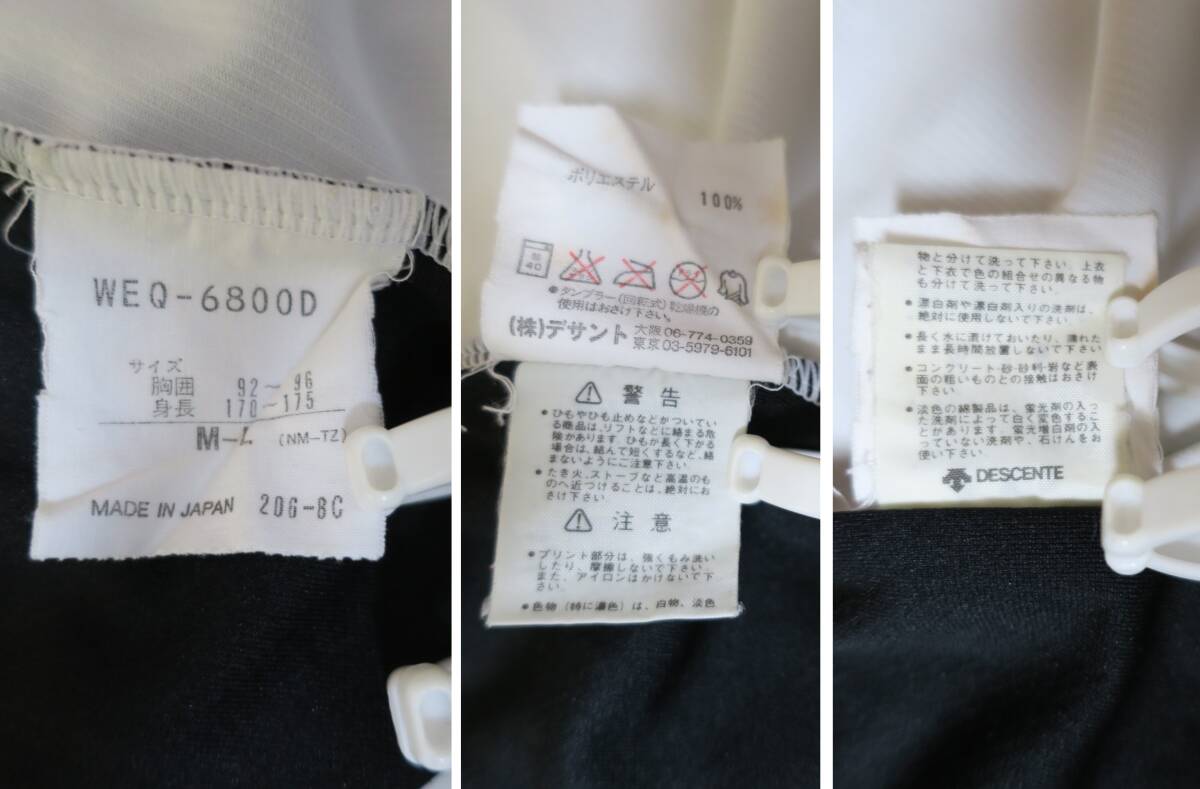 WEQ-6800D
サイズ
胸囲 92～96
身長 170～175
M-4 (NM-TZ)
MADE IN JAPAN 206-8C
ポリエステル
100%
40
●タンブラー(回転式)乾燥機の
使用はおさけ下さい。
(株)デサント 大阪06-774-0359
東京03-5979-6101
警告
●ひもやひも止めなどがついてい
る商品は、リフトなどに絡まる危
険があります。ひもが長く下がる
場合は、結んで短くするなど、絡
まないようにご注意下さい。
●たき火、ストーブなど高温のも
のへ近づけることは、絶対にお
さけ下さい。
注意
●プリント部分は、強くもみ洗い
したり、摩擦しないで下さい。
また、アイロンはかけないで下
さい。
●色物(特に濃色)は、白物、淡色
物と分けて洗って下さい。上衣
と下衣で色の組合せの異なる物
も分けて洗って下さい。
●漂白剤や漂白剤入りの洗剤は、
絶対に使用しないで下さい。
●長く水に漬けておいたり、濡れた
まま長時間放置しないで下さい
●コンクリート・砂・砂利・岩など表
面の粗いものとの接触はおさけ
下さい。
●淡色の綿製品は、蛍光剤の入っ
た洗剤によって白く変色するこ
とがあります。蛍光増白剤の入
っていない洗剤や、石けんをお
使い下さい。
DESCENTE